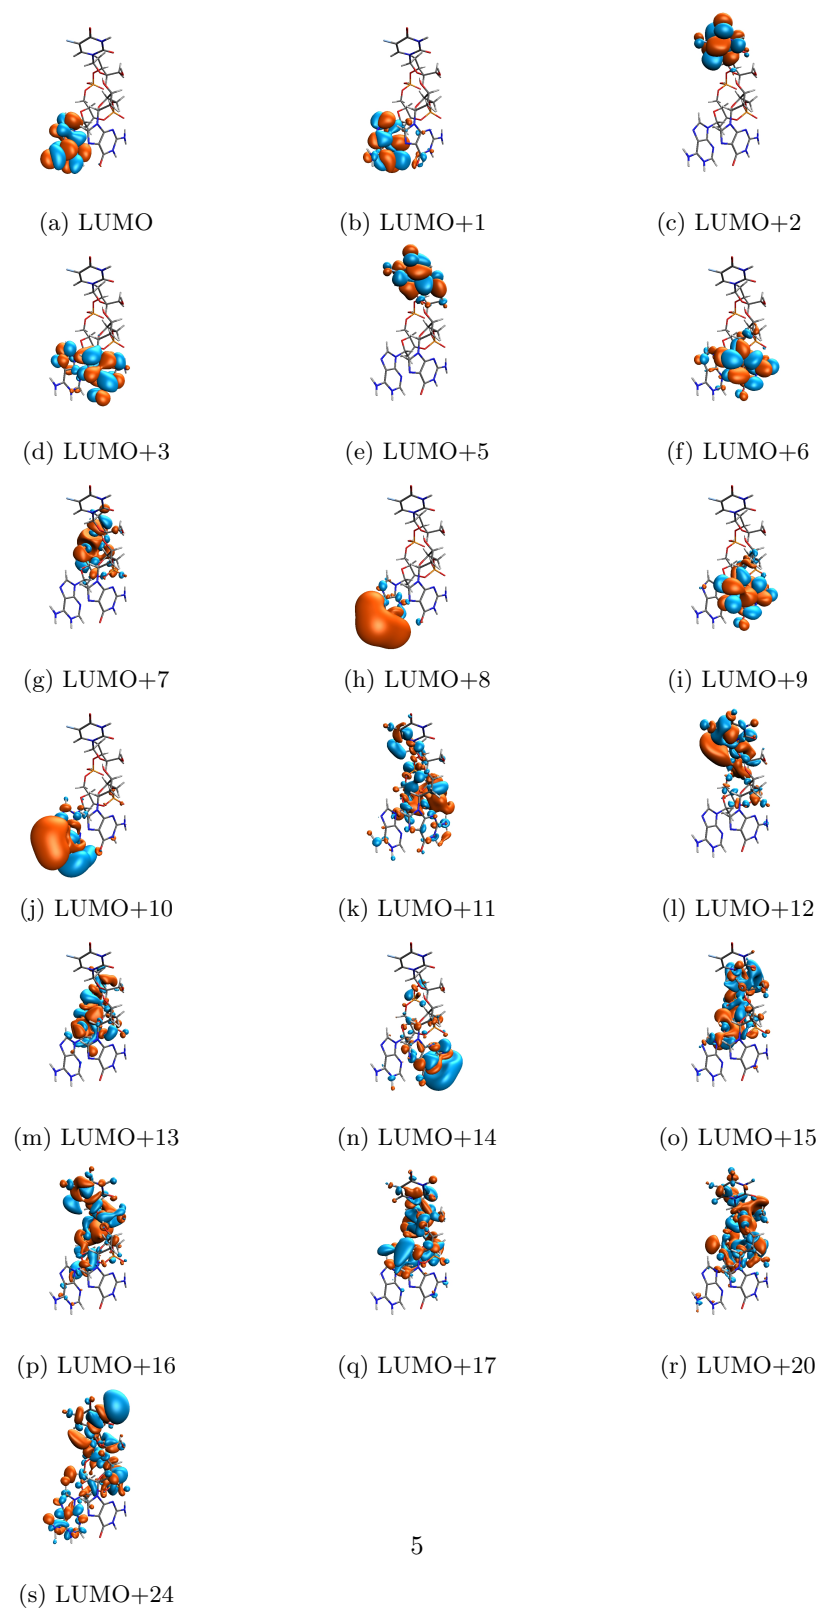 (a) LUMO
(b) LUMO+1
(c) LUMO+2
(d) LUMO+3
(e) LUMO+5
(f) LUMO+6
(g) LUMO+7
(h) LUMO+8
(i) LUMO+9
(j) LUMO+10
(k) LUMO+11
(l) LUMO+12
(m) LUMO+13
(n) LUMO+14
(o) LUMO+15
(p) LUMO+16
(q) LUMO+17
(r) LUMO+20
5
(s) LUMO+24